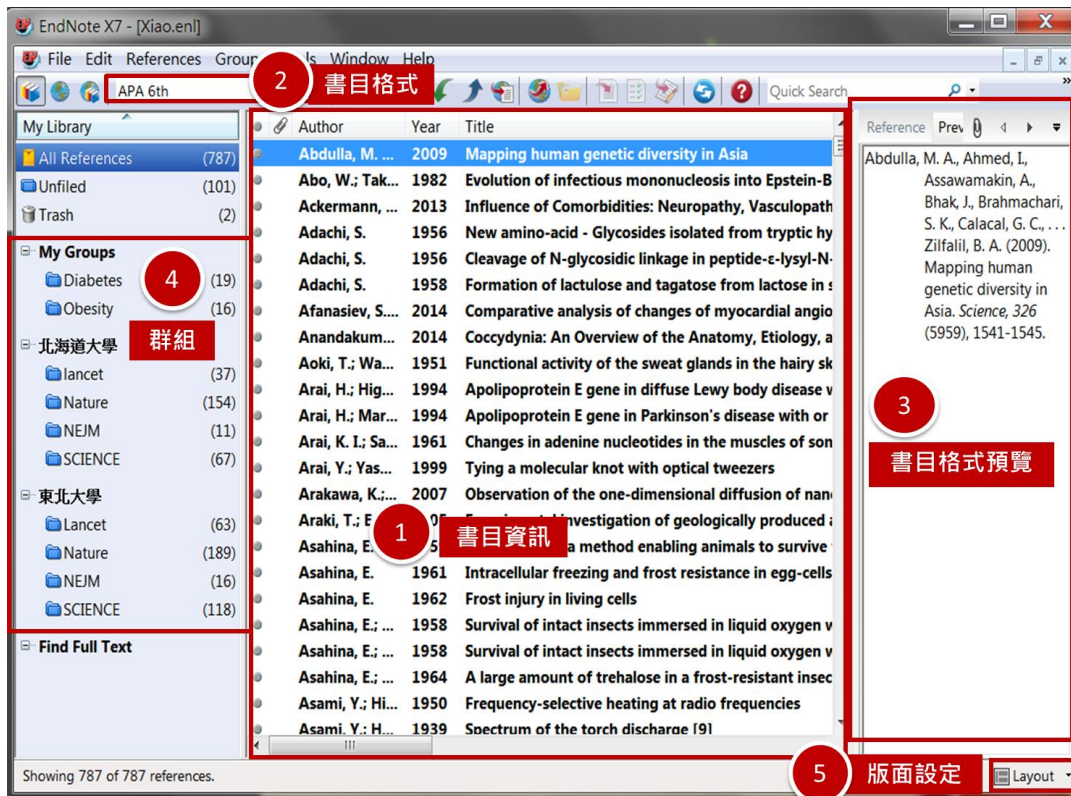 EndNote X7 - [Xiao.enl]
File Edit References Window Help
APA 6th
2 書目格式
Quick Search
My Library
All References (787)
Unfiled (101)
Trash (2)
My Groups
Diabetes (19)
Obesity (16)
4
群組
北海道大學
lancet (37)
Nature (154)
NEJM (11)
SCIENCE (67)
東北大學
Lancet (63)
Nature (189)
NEJM (16)
SCIENCE (118)
Find Full Text
Author Year Title
Abdulla, M. ... 2009 Mapping human genetic diversity in Asia
Abo, W.; Tak... 1982 Evolution of infectious mononucleosis into Epstein-B
Ackermann, ... 2013 Influence of Comorbidities: Neuropathy, Vasculopath
Adachi, S. 1956 New amino-acid - Glycosides isolated from tryptic hy
Adachi, S. 1956 Cleavage of N-glycosidic linkage in peptide-ε-lysyl-N-
Adachi, S. 1958 Formation of lactulose and tagatose from lactose in s
Afanasiev, S.... 2014 Comparative analysis of changes of myocardial angio
Anandakum... 2014 Coccydynia: An Overview of the Anatomy, Etiology, a
Aoki, T.; Wa... 1951 Functional activity of the sweat glands in the hairy sk
Arai, H.; Hig... 1994 Apolipoprotein E gene in diffuse Lewy body disease w
Arai, H.; Mar... 1994 Apolipoprotein E gene in Parkinson's disease with or
Arai, K. I.; Sa... 1961 Changes in adenine nucleotides in the muscles of son
Arai, Y.; Yas... 1999 Tying a molecular knot with optical tweezers
Arakawa, K.;... 2007 Observation of the one-dimensional diffusion of nan
Araki, T.; investigation of geologically produced a
1 書目資訊
Asahina, E. a method enabling animals to survive
Asahina, E. 1961 Intracellular freezing and frost resistance in egg-cells
Asahina, E. 1962 Frost injury in living cells
Asahina, E.; ... 1958 Survival of intact insects immersed in liquid oxygen w
Asahina, E.; ... 1958 Survival of intact insects immersed in liquid oxygen w
Asahina, E.; ... 1964 A large amount of trehalose in a frost-resistant insec
Asami, Y.; Hi... 1950 Frequency-selective heating at radio frequencies
Asami, Y.; H... 1939 Spectrum of the torch discharge [9]
Reference Prev
Abdulla, M. A., Ahmed, I.,
Assawamakin, A.,
Bhak, J., Brahmachari,
S. K., Calacal, G. C., . . .
Zilfalil, B. A. (2009).
Mapping human
genetic diversity in
Asia. Science, 326
(5959), 1541-1545.
3
書目格式預覽
Showing 787 of 787 references.
5 版面設定
Layout